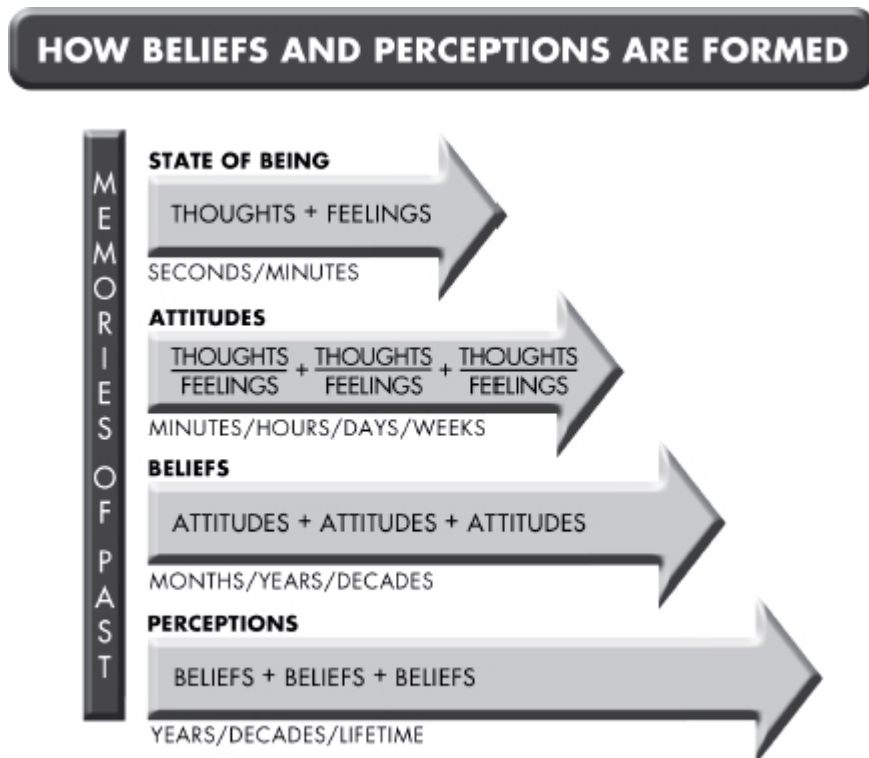 HOW BELIEFS AND PERCEPTIONS ARE FORMED
MEMORIES OF PAST
STATE OF BEING
THOUGHTS + FEELINGS
SECONDS/MINUTES
ATTITUDES
THOUGHTS + THOUGHTS + THOUGHTS
FEELINGS FEELINGS FEELINGS
MINUTES/HOURS/DAYS/WEEKS
BELIEFS
ATTITUDES + ATTITUDES + ATTITUDES
MONTHS/YEARS/DECADES
PERCEPTIONS
BELIEFS + BELIEFS + BELIEFS
YEARS/DECADES/LIFETIME